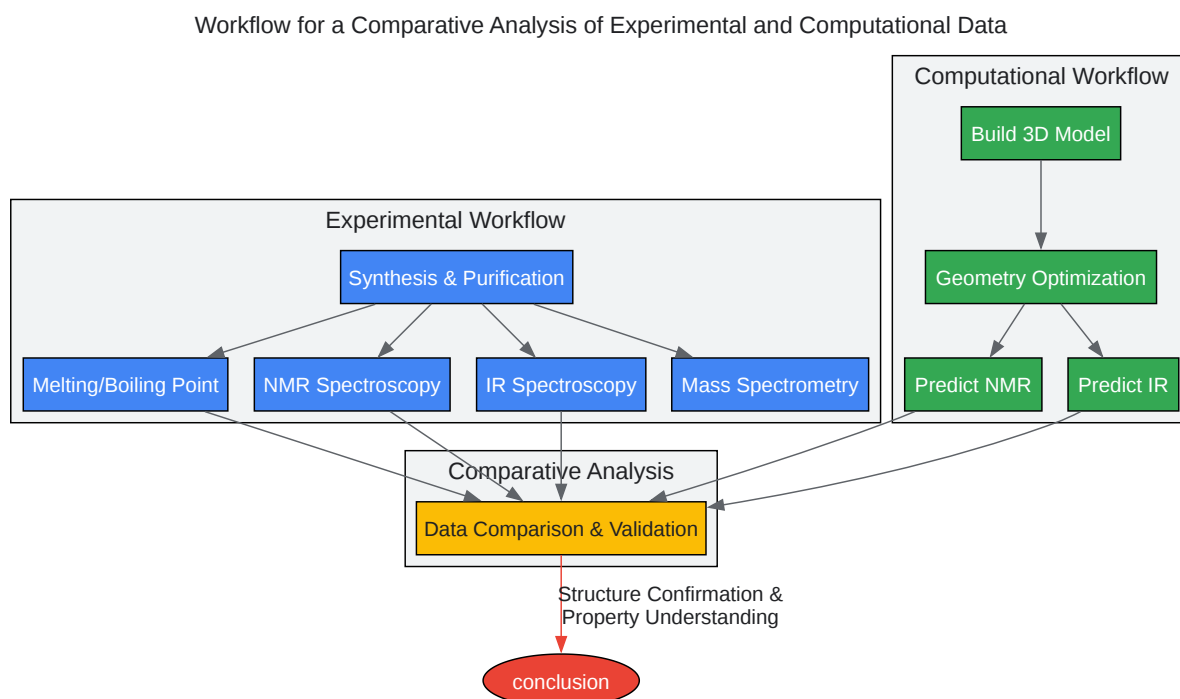 Workflow for a Comparative Analysis of Experimental and Computational Data
Computational Workflow
Build 3D Model
Experimental Workflow
Synthesis & Purification
Geometry Optimization
Melting/Boiling Point
NMR Spectroscopy
IR Spectroscopy
Mass Spectrometry
Predict NMR
Predict IR
Comparative Analysis
Data Comparison & Validation
Structure Confirmation &
Property Understanding
conclusion